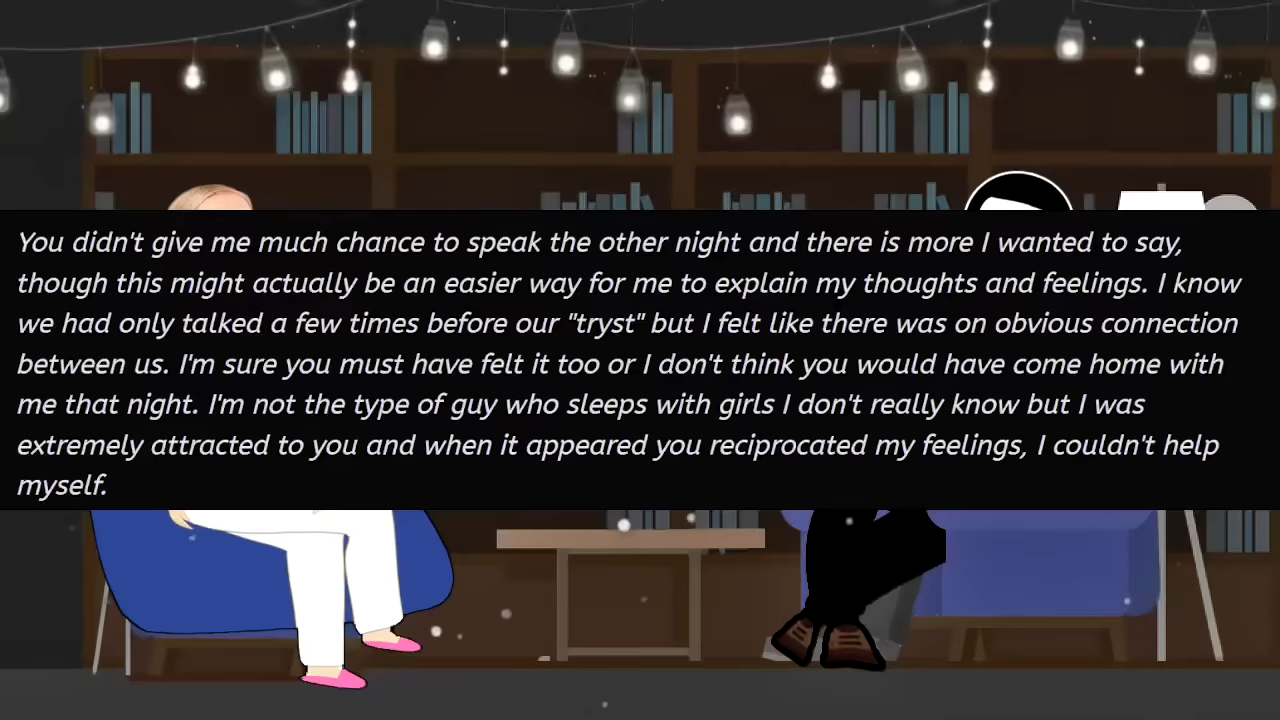 You didn't give me much chance to speak the other night and there is more I wanted to say,
though this might actually be an easier way for me to explain my thoughts and feelings. I know
we had only talked a few times before our "tryst" but I felt like there was on obvious connection
between us. I'm sure you must have felt it too or I don't think you would have come home with
me that night. I'm not the type of guy who sleeps with girls I don't really know but I was
extremely attracted to you and when it appeared you reciprocated my feelings, I couldn't help
myself.